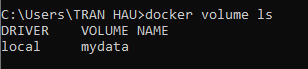 C:\Users\TRAN HAU>docker volume ls
DRIVER    VOLUME NAME
local     mydata